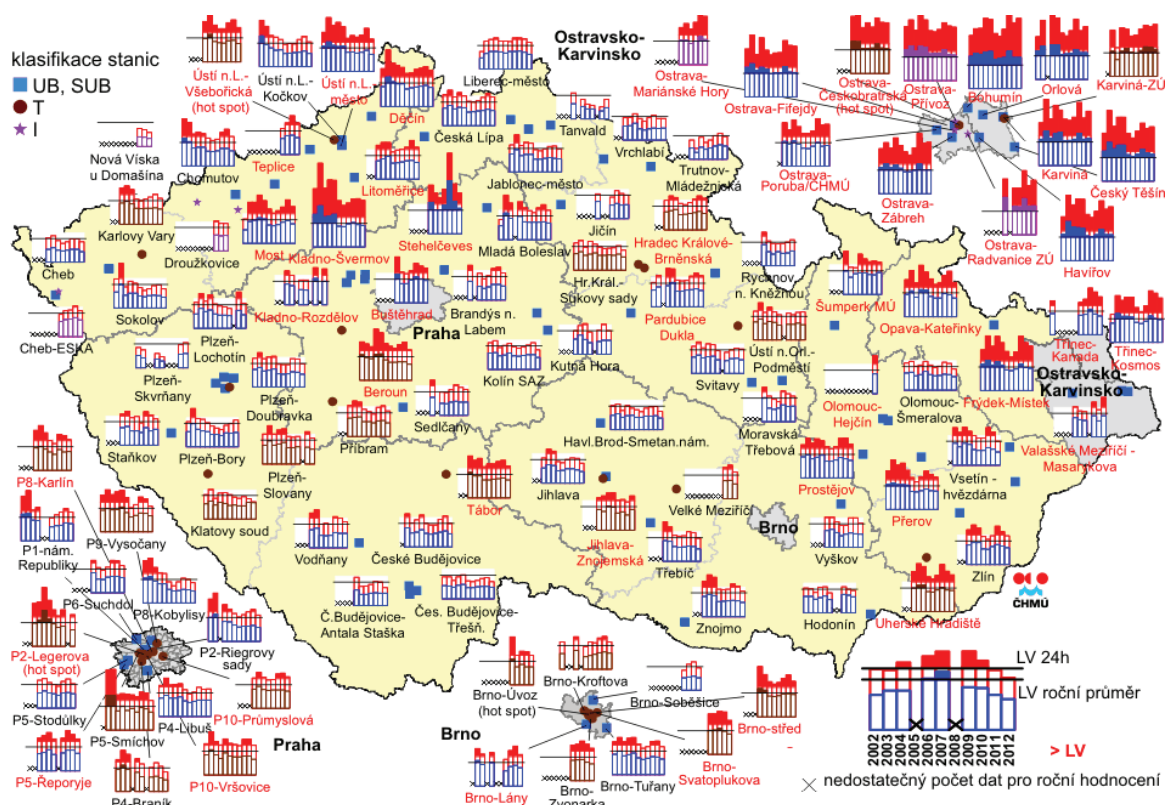 klasifikace stanic
UB, SUB
T
I
Nová Víska
u Domašína
Ústí n.L.-
Všebořická
(hot spot)
Ústí n.L.-
Kočkov
Ústí n.L.-
město
Děčín
Liberec-město
Česká Lípa
Tanvald
Vrchlabí
Trutnov-
Mládežnická
Chomutov
Teplice
Litoměřice
Jablonec-město
Jičín
Karlovy Vary
Droužkovice
Most
Kladno-Švermov
Stehelčeves
Mladá Boleslav
Hradec Králové-
Brněnská
Hr.Král.-
Sukovy sady
Rychnov
n. Kněžnou
Cheb
Sokolov
Cheb-ESKA
Plzeň-
Lochotín
Kladno-Rozdělov
Buštěhrad
Brandýs n.
Labem
Praha
Pardubice
Dukla
Šumperk MÚ
Opava-Kateřinky
Plzeň-
Skvrňany
Plzeň-
Doubravka
Beroun
Kolín SAZ
Kutná Hora
Ústí n.Orl.-
Podměstí
Svitavy
Staňkov
Plzeň-Bory
Příbram
Sedlčany
Havl.Brod-Smetan.nám.
Moravská
Třebová
Olomouc-
Hejčín
Olomouc-
Šmeralova
Frýdek-Místek
Třinec-
Kanada
Třinec-
Kosmos
Ostravsko-
Karvinsko
Plzeň-
Slovany
Klatovy soud
Tábor
Jihlava
Velké Meziříčí
Prostějov
Přerov
Vsetín -
hvězdárna
Valašské Meziříčí -
Masarykova
Vodňany
České Budějovice
Jihlava-
Znojemská
Třebíč
Brno
Vyškov
Zlín
Č.Budějovice-
Antala Staška
Čes. Budějovice-
Třešň.
Znojmo
Hodonín
Uherské Hradiště
ČHMÚ
Ostravsko-
Karvinsko
Ostrava-
Mariánské Hory
Ostrava-Fifejdy
Ostrava-
Českobratrská
(hot spot)
Ostrava-
Přívoz
Bohumín
Orlová
Karviná-ZÚ
Ostrava-
Poruba/ČHMÚ
Ostrava-
Zábřeh
Ostrava-
Radvanice ZÚ
Havířov
Karviná
Český Těšín
P8-Karlín
P1-nám.
Republiky
P9-Vysočany
P6-Suchdol
P8-Kobylisy
P2-Legerova
(hot spot)
P2-Riegrovy
sady
P5-Stodůlky
P5-Smíchov
P4-Libuš
P10-Průmyslová
Praha
P5-Řeporyje
P4-Braník
P10-Vršovice
Brno-Úvoz
(hot spot)
Brno-Kroftova
Brno-Soběšice
Brno
Brno-střed
Brno-
Svatoplukova
Brno-Lány
Brno-
Zvonařka
Brno-Tuřany
LV 24h
LV roční průměr
2002
2003
2004
2005
2006
2007
2008
2009
2010
2011
2012
> LV
nedostatečný počet dat pro roční hodnocení